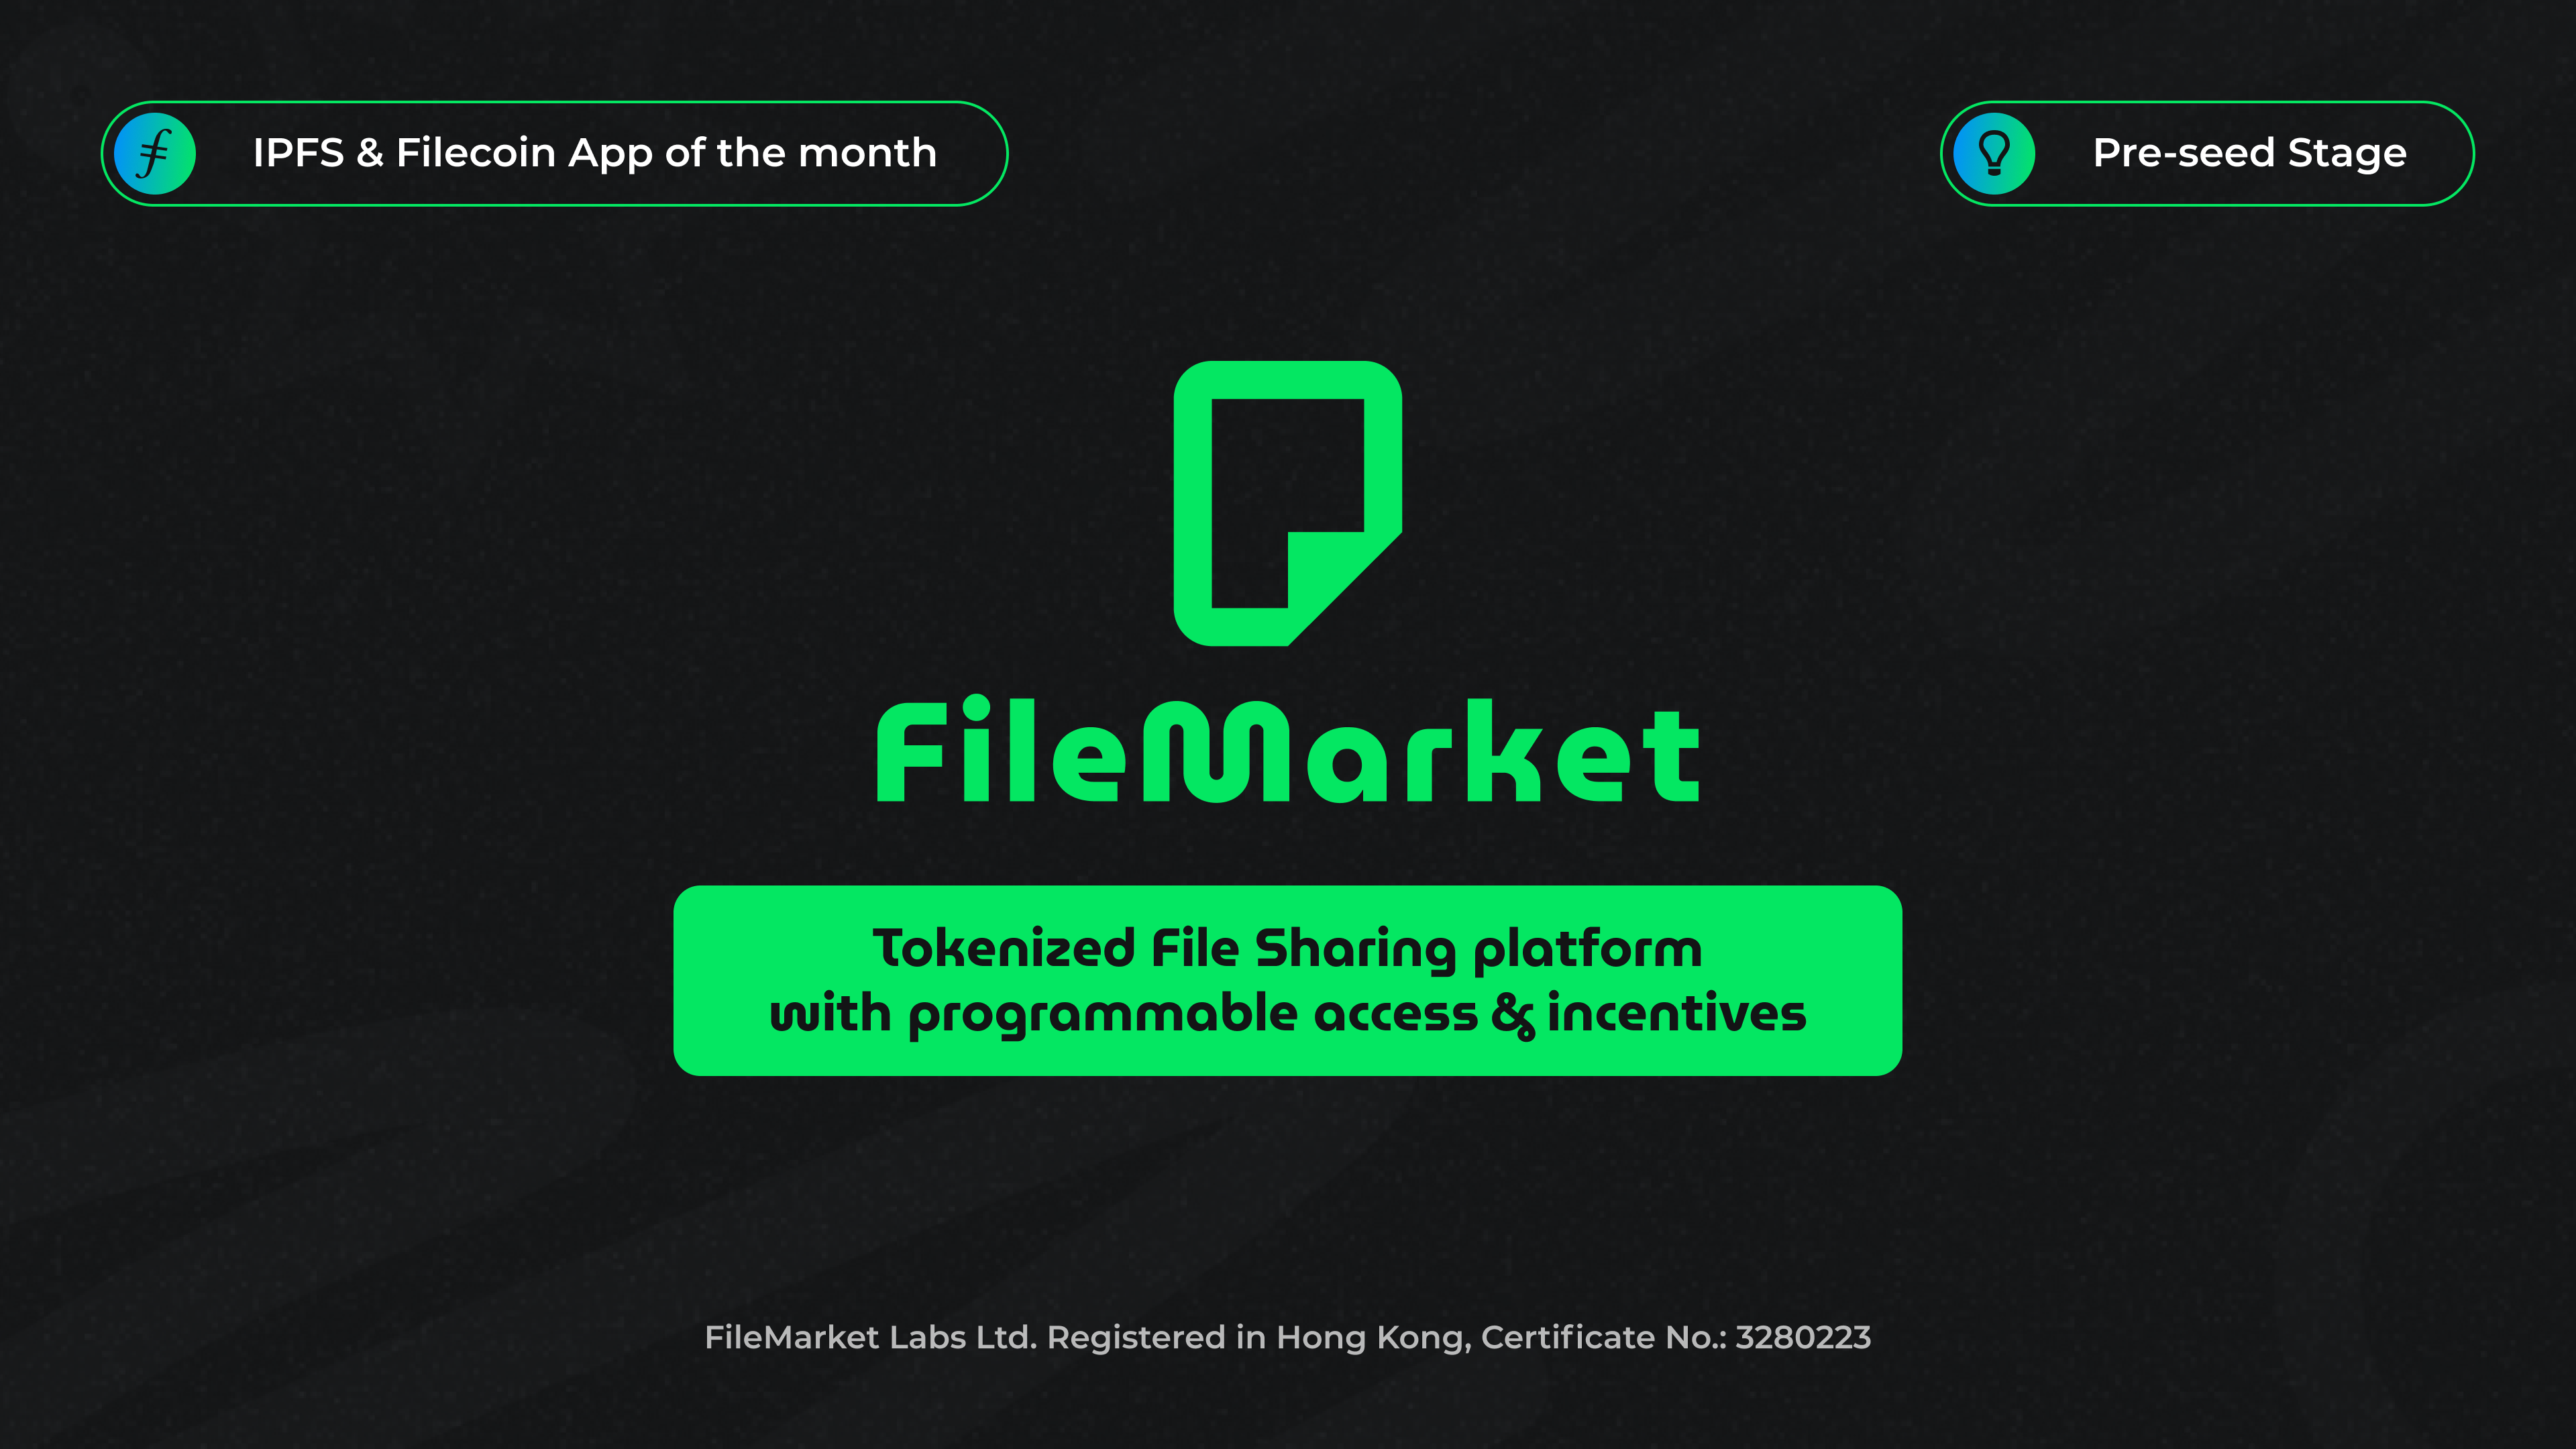 IPFS & Filecoin App of the month
Pre-seed Stage
FileMarket
Tokenized File Sharing platform
with programmable access & incentives
FileMarket Labs Ltd. Registered in Hong Kong, Certificate No.: 3280223